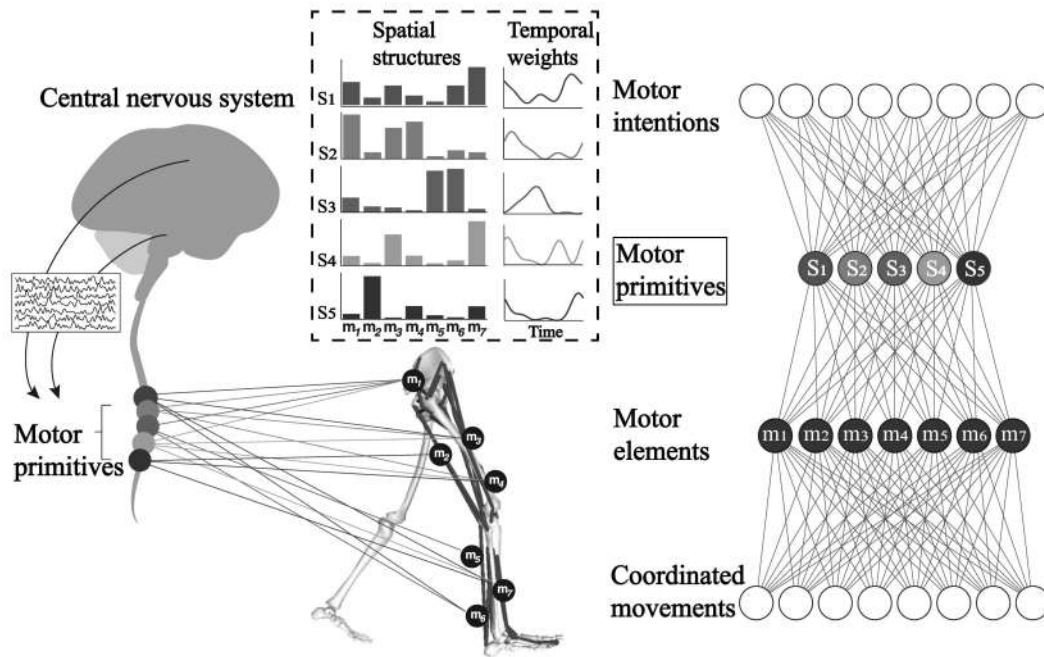 Spatial
structures
Temporal
weights
Central nervous system
S1
S2
S3
S4
S5
m1 m2 m3 m4 m5 m6 m7
Time
Motor
primitives
m1
m3
m2
m4
m5
m7
m6
Motor
intentions
Motor
primitives
S1 S2 S3 S4 S5
Motor
elements
m1 m2 m3 m4 m5 m6 m7
Coordinated
movements